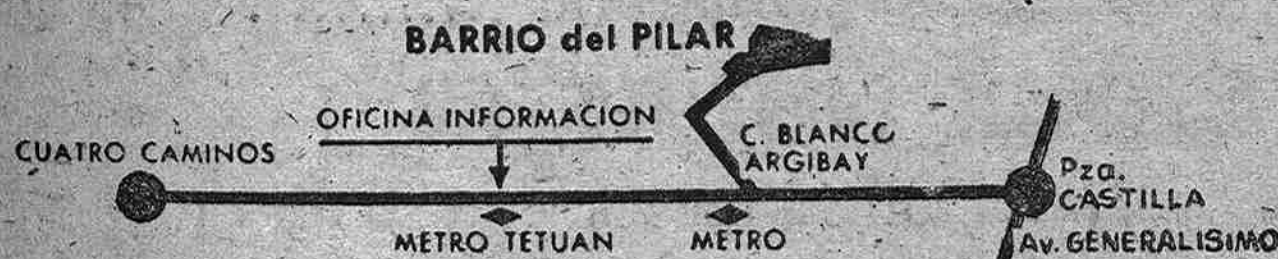 BARRIO del PILAR
OFICINA INFORMACION
CUATRO CAMINOS
C. BLANCO
ARGIBAY
Pza.
CASTILLA
METRO TETUAN
METRO
Av. GENERALISIMO